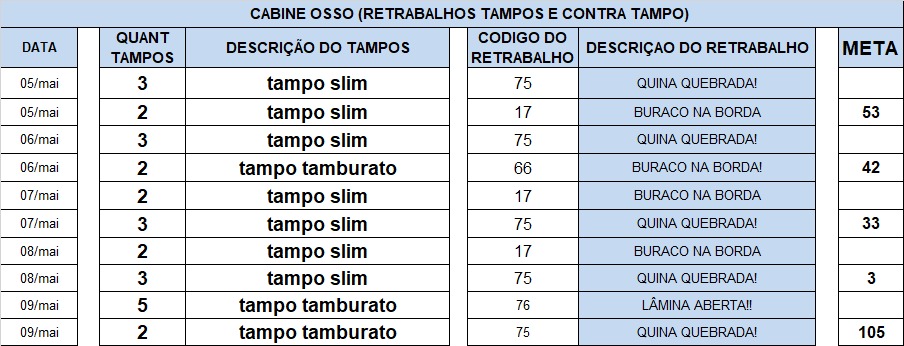 CABINE OSSO (RETRABALHOS TAMPOS E CONTRA TAMPO)
DATA QUANT TAMPOS DESCRIÇÃO DO TAMPOS CODIGO DO RETRABALHO DESCRIÇAO DO RETRABALHO META
05/mai 3 tampo slim 75 QUINA QUEBRADA!
05/mai 2 tampo slim 17 BURACO NA BORDA 53
06/mai 3 tampo slim 75 QUINA QUEBRADA!
06/mai 2 tampo tamburato 66 BURACO NA BORDA! 42
07/mai 2 tampo slim 17 BURACO NA BORDA
07/mai 3 tampo slim 75 QUINA QUEBRADA! 33
08/mai 2 tampo slim 17 BURACO NA BORDA
08/mai 3 tampo slim 75 QUINA QUEBRADA! 3
09/mai 5 tampo tamburato 76 LÂMINA ABERTA!!
09/mai 2 tampo tamburato 75 QUINA QUEBRADA! 105